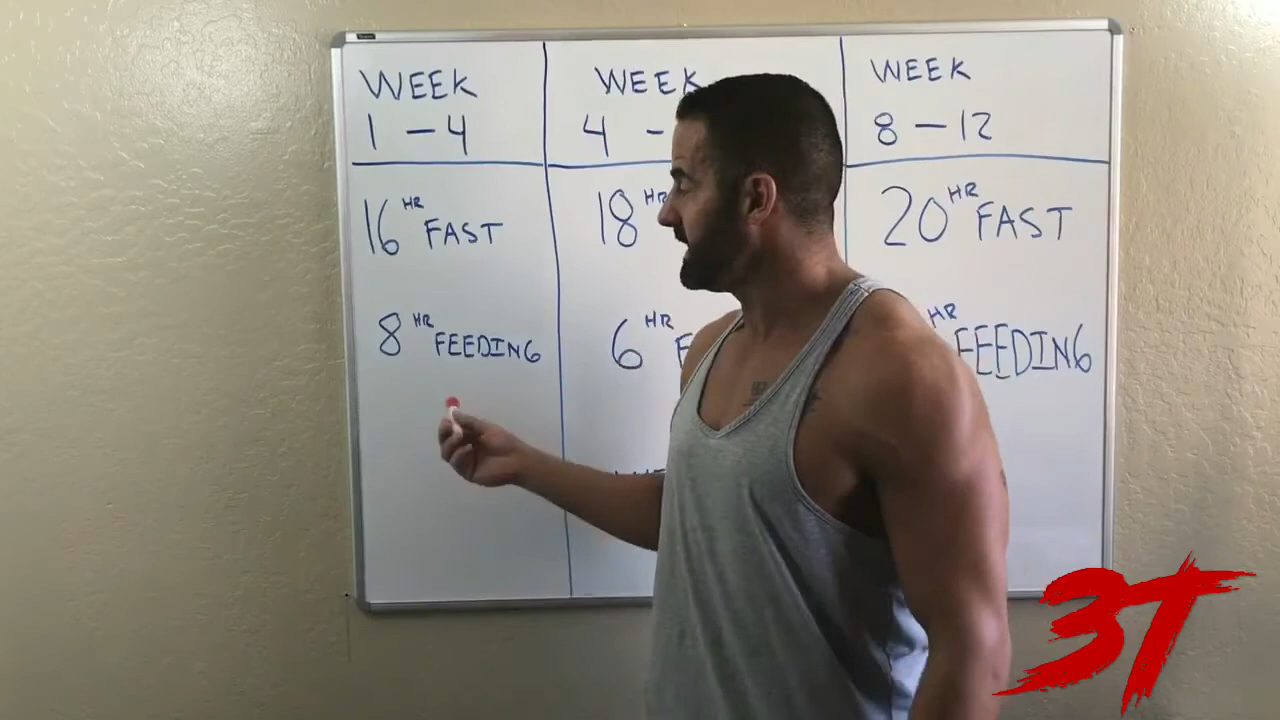 WEEK
1 - 4
16 HR FAST
8 HR FEEDING
WEEK
4 -
18 HR
6 HR
WEEK
8 - 12
20 HR FAST
HR FEEDING
3T